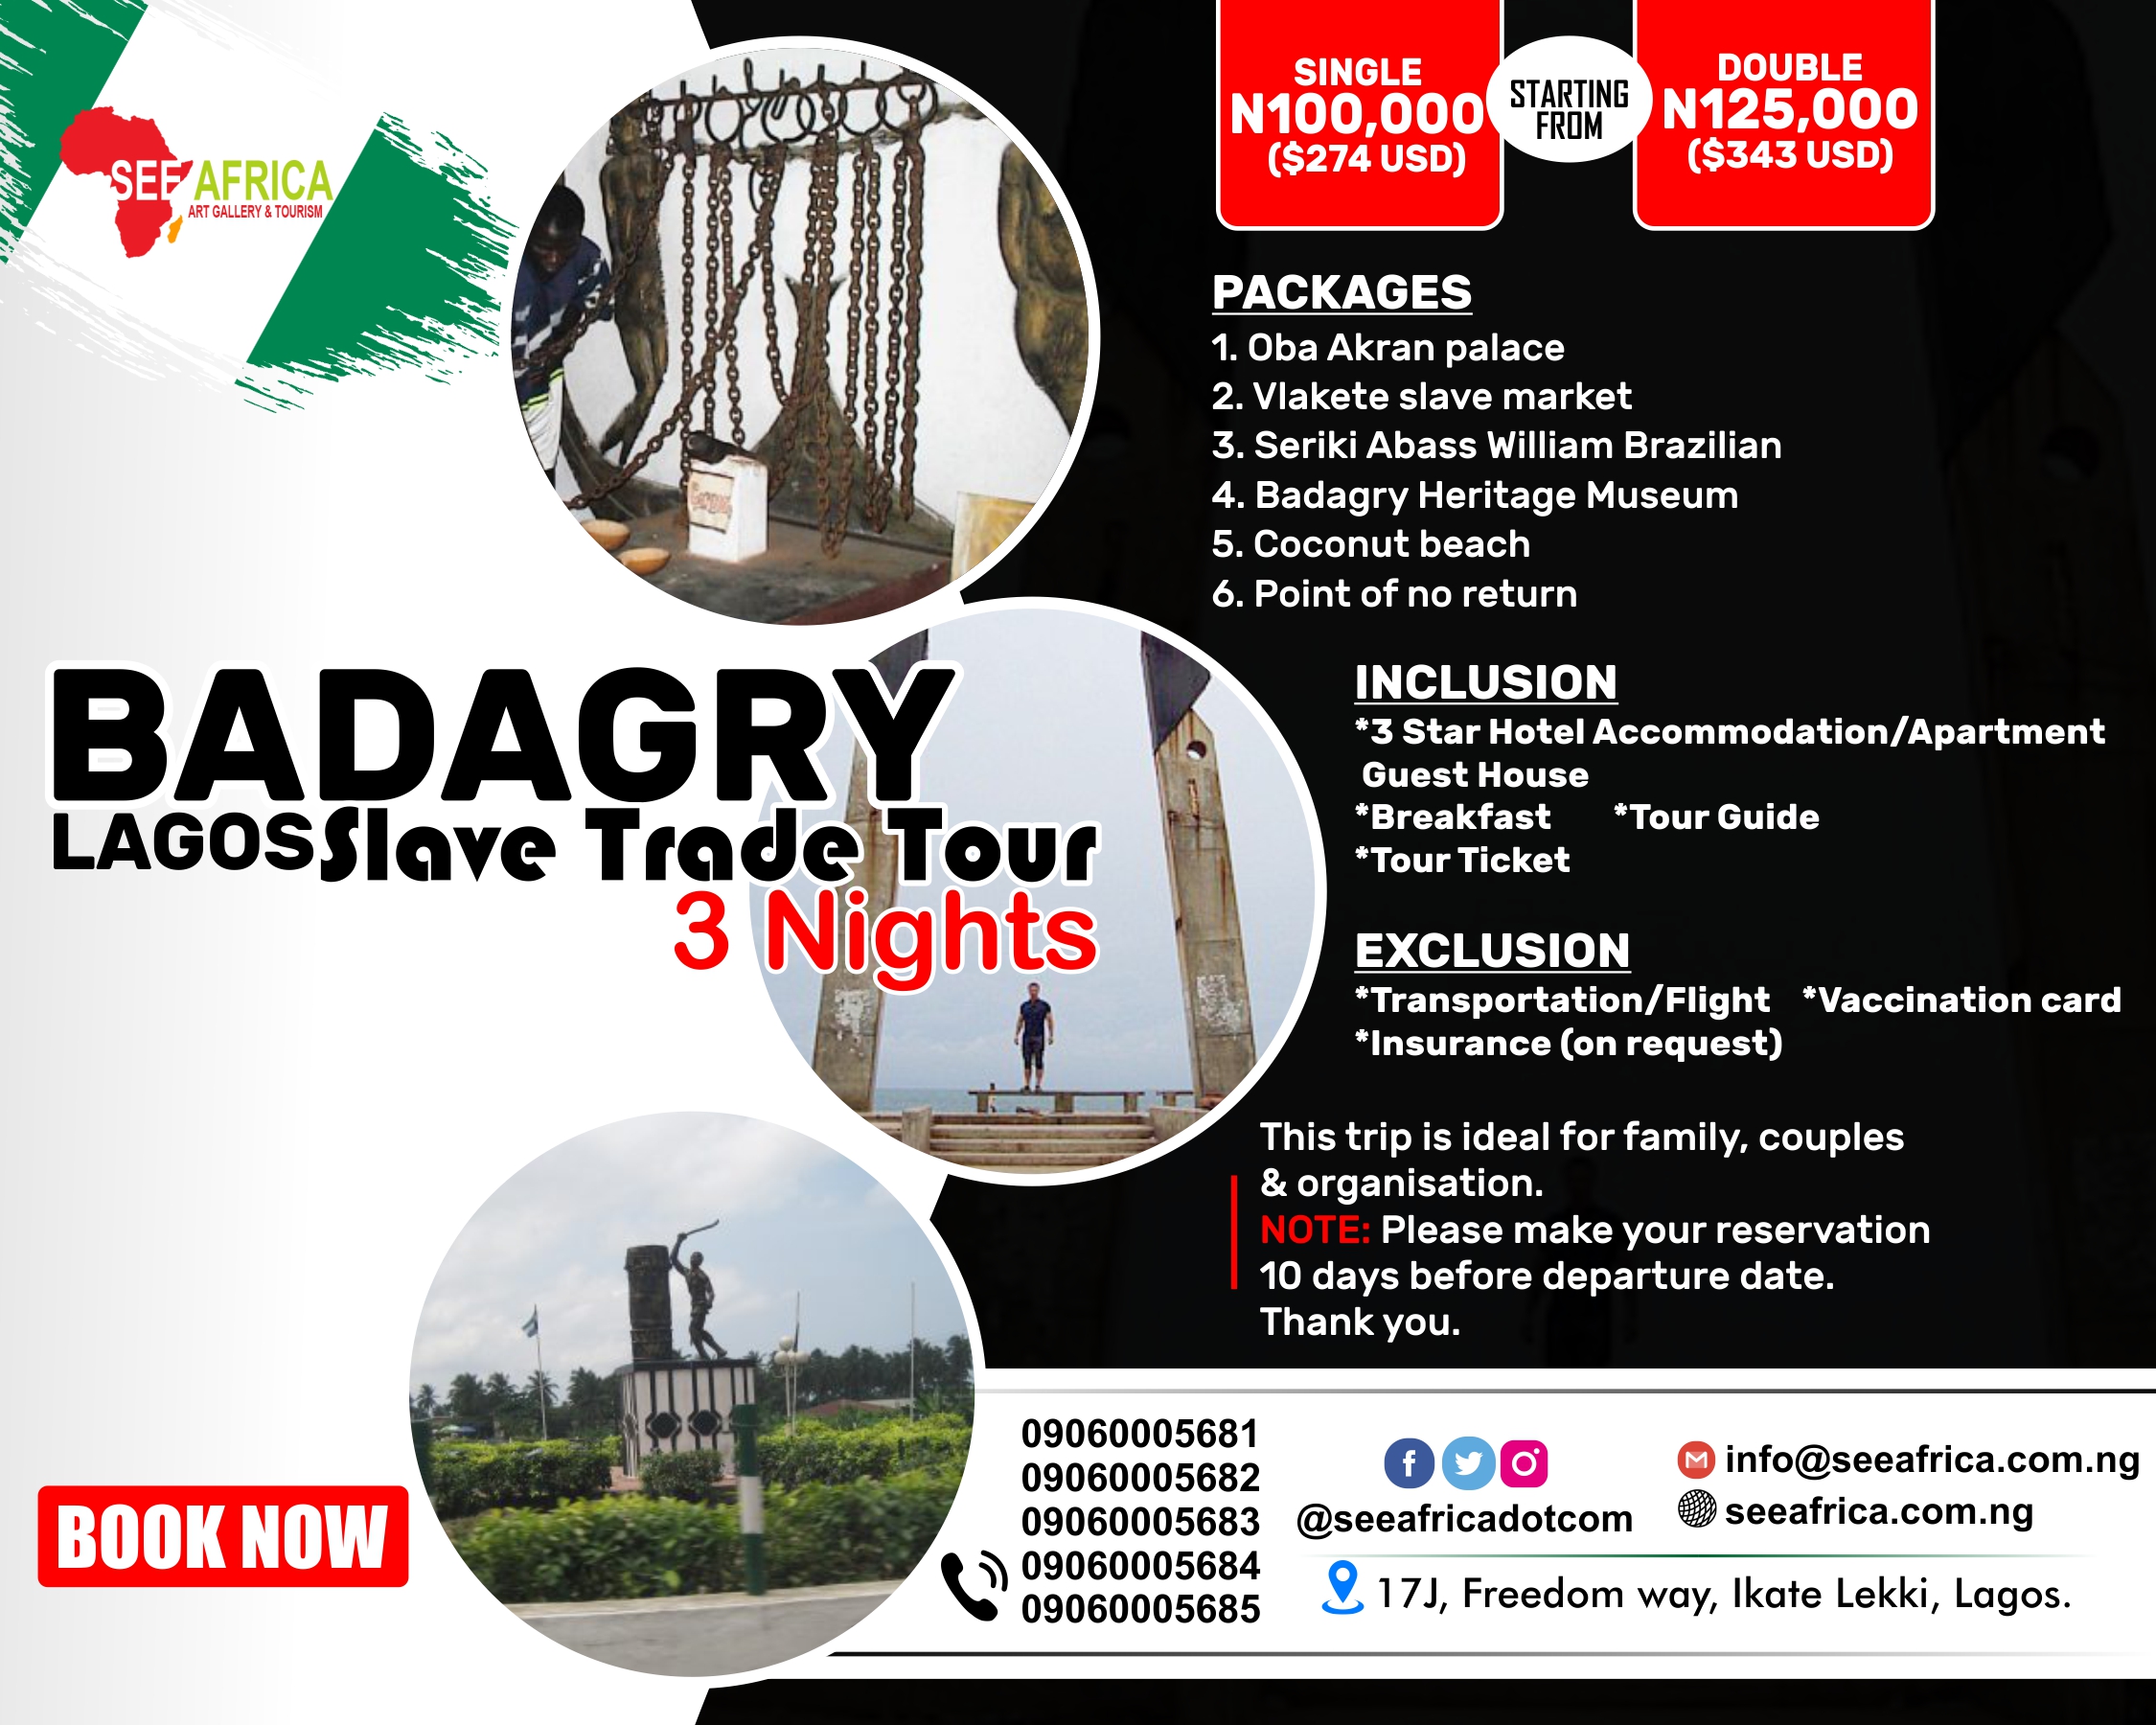 SEE AFRICA
ART GALLERY & TOURISM
SINGLE
N100,000
($274 USD)
STARTING
FROM
DOUBLE
N125,000
($343 USD)
PACKAGES
1. Oba Akran palace
2. Vlakete slave market
3. Seriki Abass William Brazilian
4. Badagry Heritage Museum
5. Coconut beach
6. Point of no return
BADAGRY
LAGOS Slave Trade Tour
3 Nights
INCLUSION
*3 Star Hotel Accommodation/Apartment
Guest House
*Breakfast *Tour Guide
*Tour Ticket
EXCLUSION
*Transportation/Flight *Vaccination card
*Insurance (on request)
This trip is ideal for family, couples
& organisation.
NOTE: Please make your reservation
10 days before departure date.
Thank you.
BOOK NOW
09060005681
09060005682
09060005683
09060005684
09060005685
@seeafricadotcom
info@seeafrica.com.ng
seeafrica.com.ng
17J, Freedom way, Ikate Lekki, Lagos.